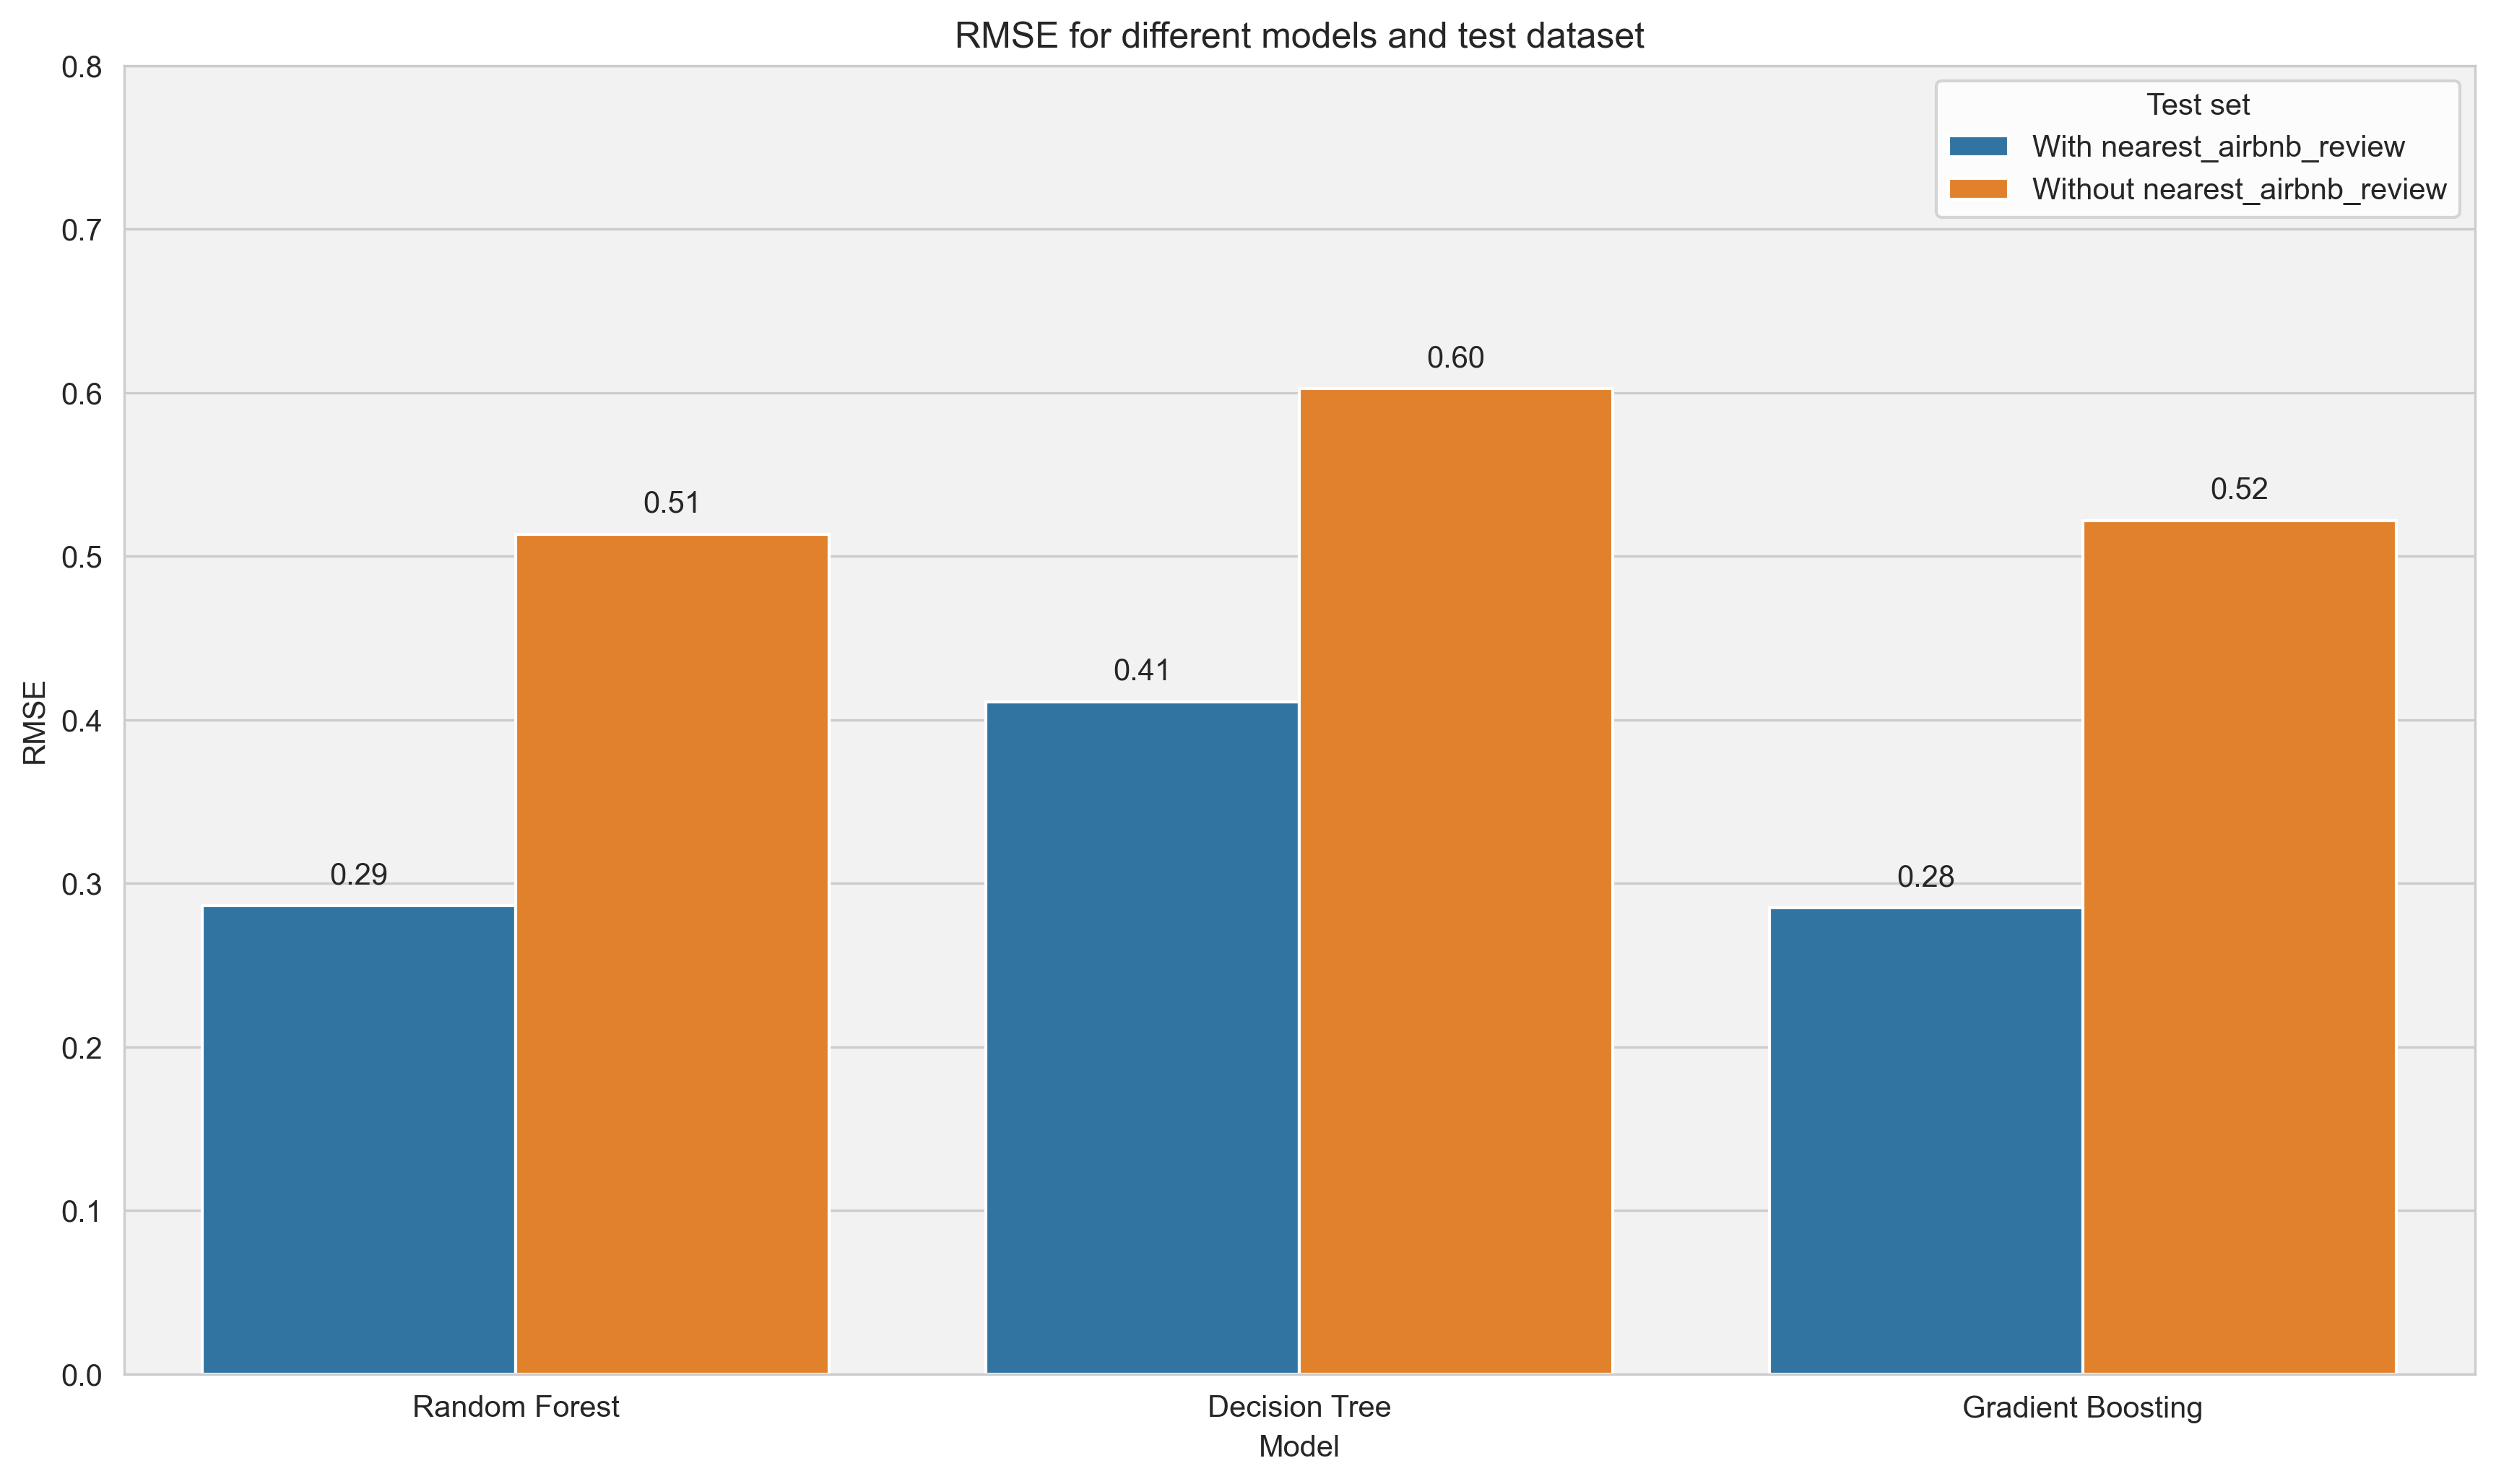 RMSE for different models and test dataset
Test set
With nearest_airbnb_review
Without nearest_airbnb_review
RMSE
0.8
0.7
0.6
0.5
0.4
0.3
0.2
0.1
0.0
0.29
0.51
0.41
0.60
0.28
0.52
Random Forest
Decision Tree
Gradient Boosting
Model